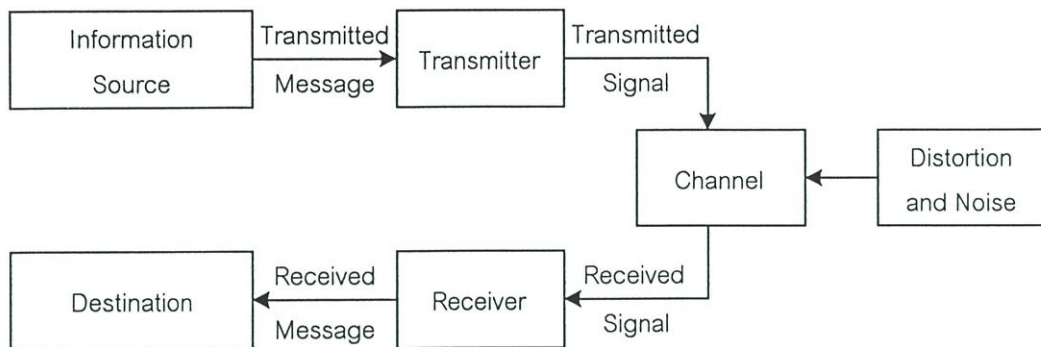 Information
Source
Transmitted
Message
Transmitter
Transmitted
Signal
Channel
Distortion
and Noise
Received
Signal
Receiver
Received
Message
Destination